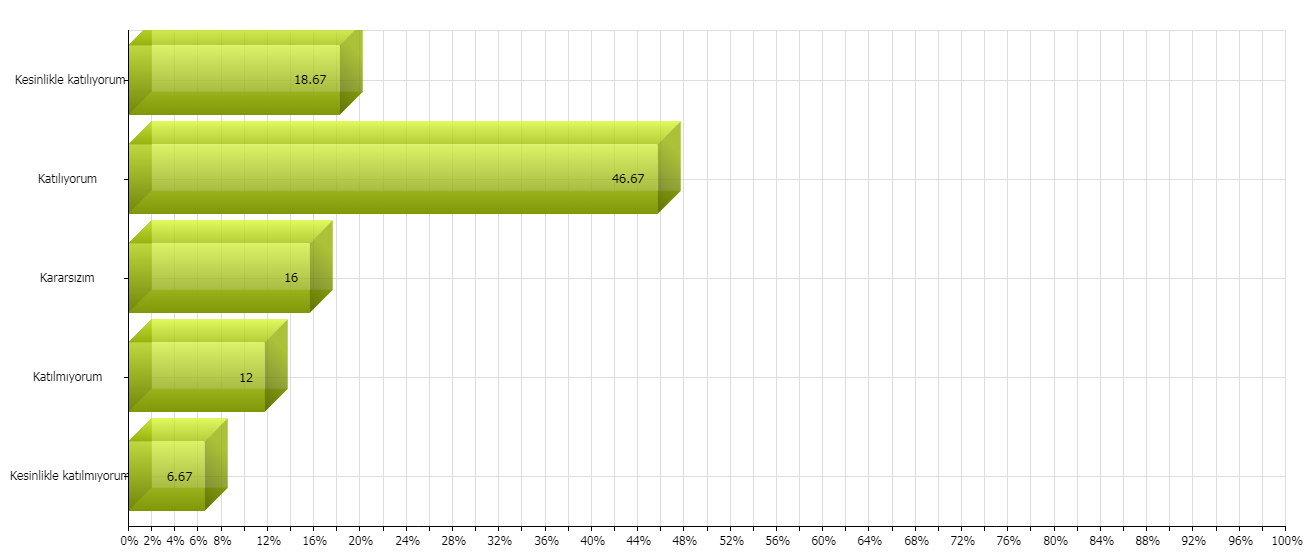 Kesinlikle katılıyorum
18.67
Katılıyorum
46.67
Kararsızım
16
Katılmıyorum
12
Kesinlikle katılmıyorum
6.67
0% 2% 4% 6% 8% 12% 16% 20% 24% 28% 32% 36% 40% 44% 48% 52% 56% 60% 64% 68% 72% 76% 80% 84% 88% 92% 96% 100%